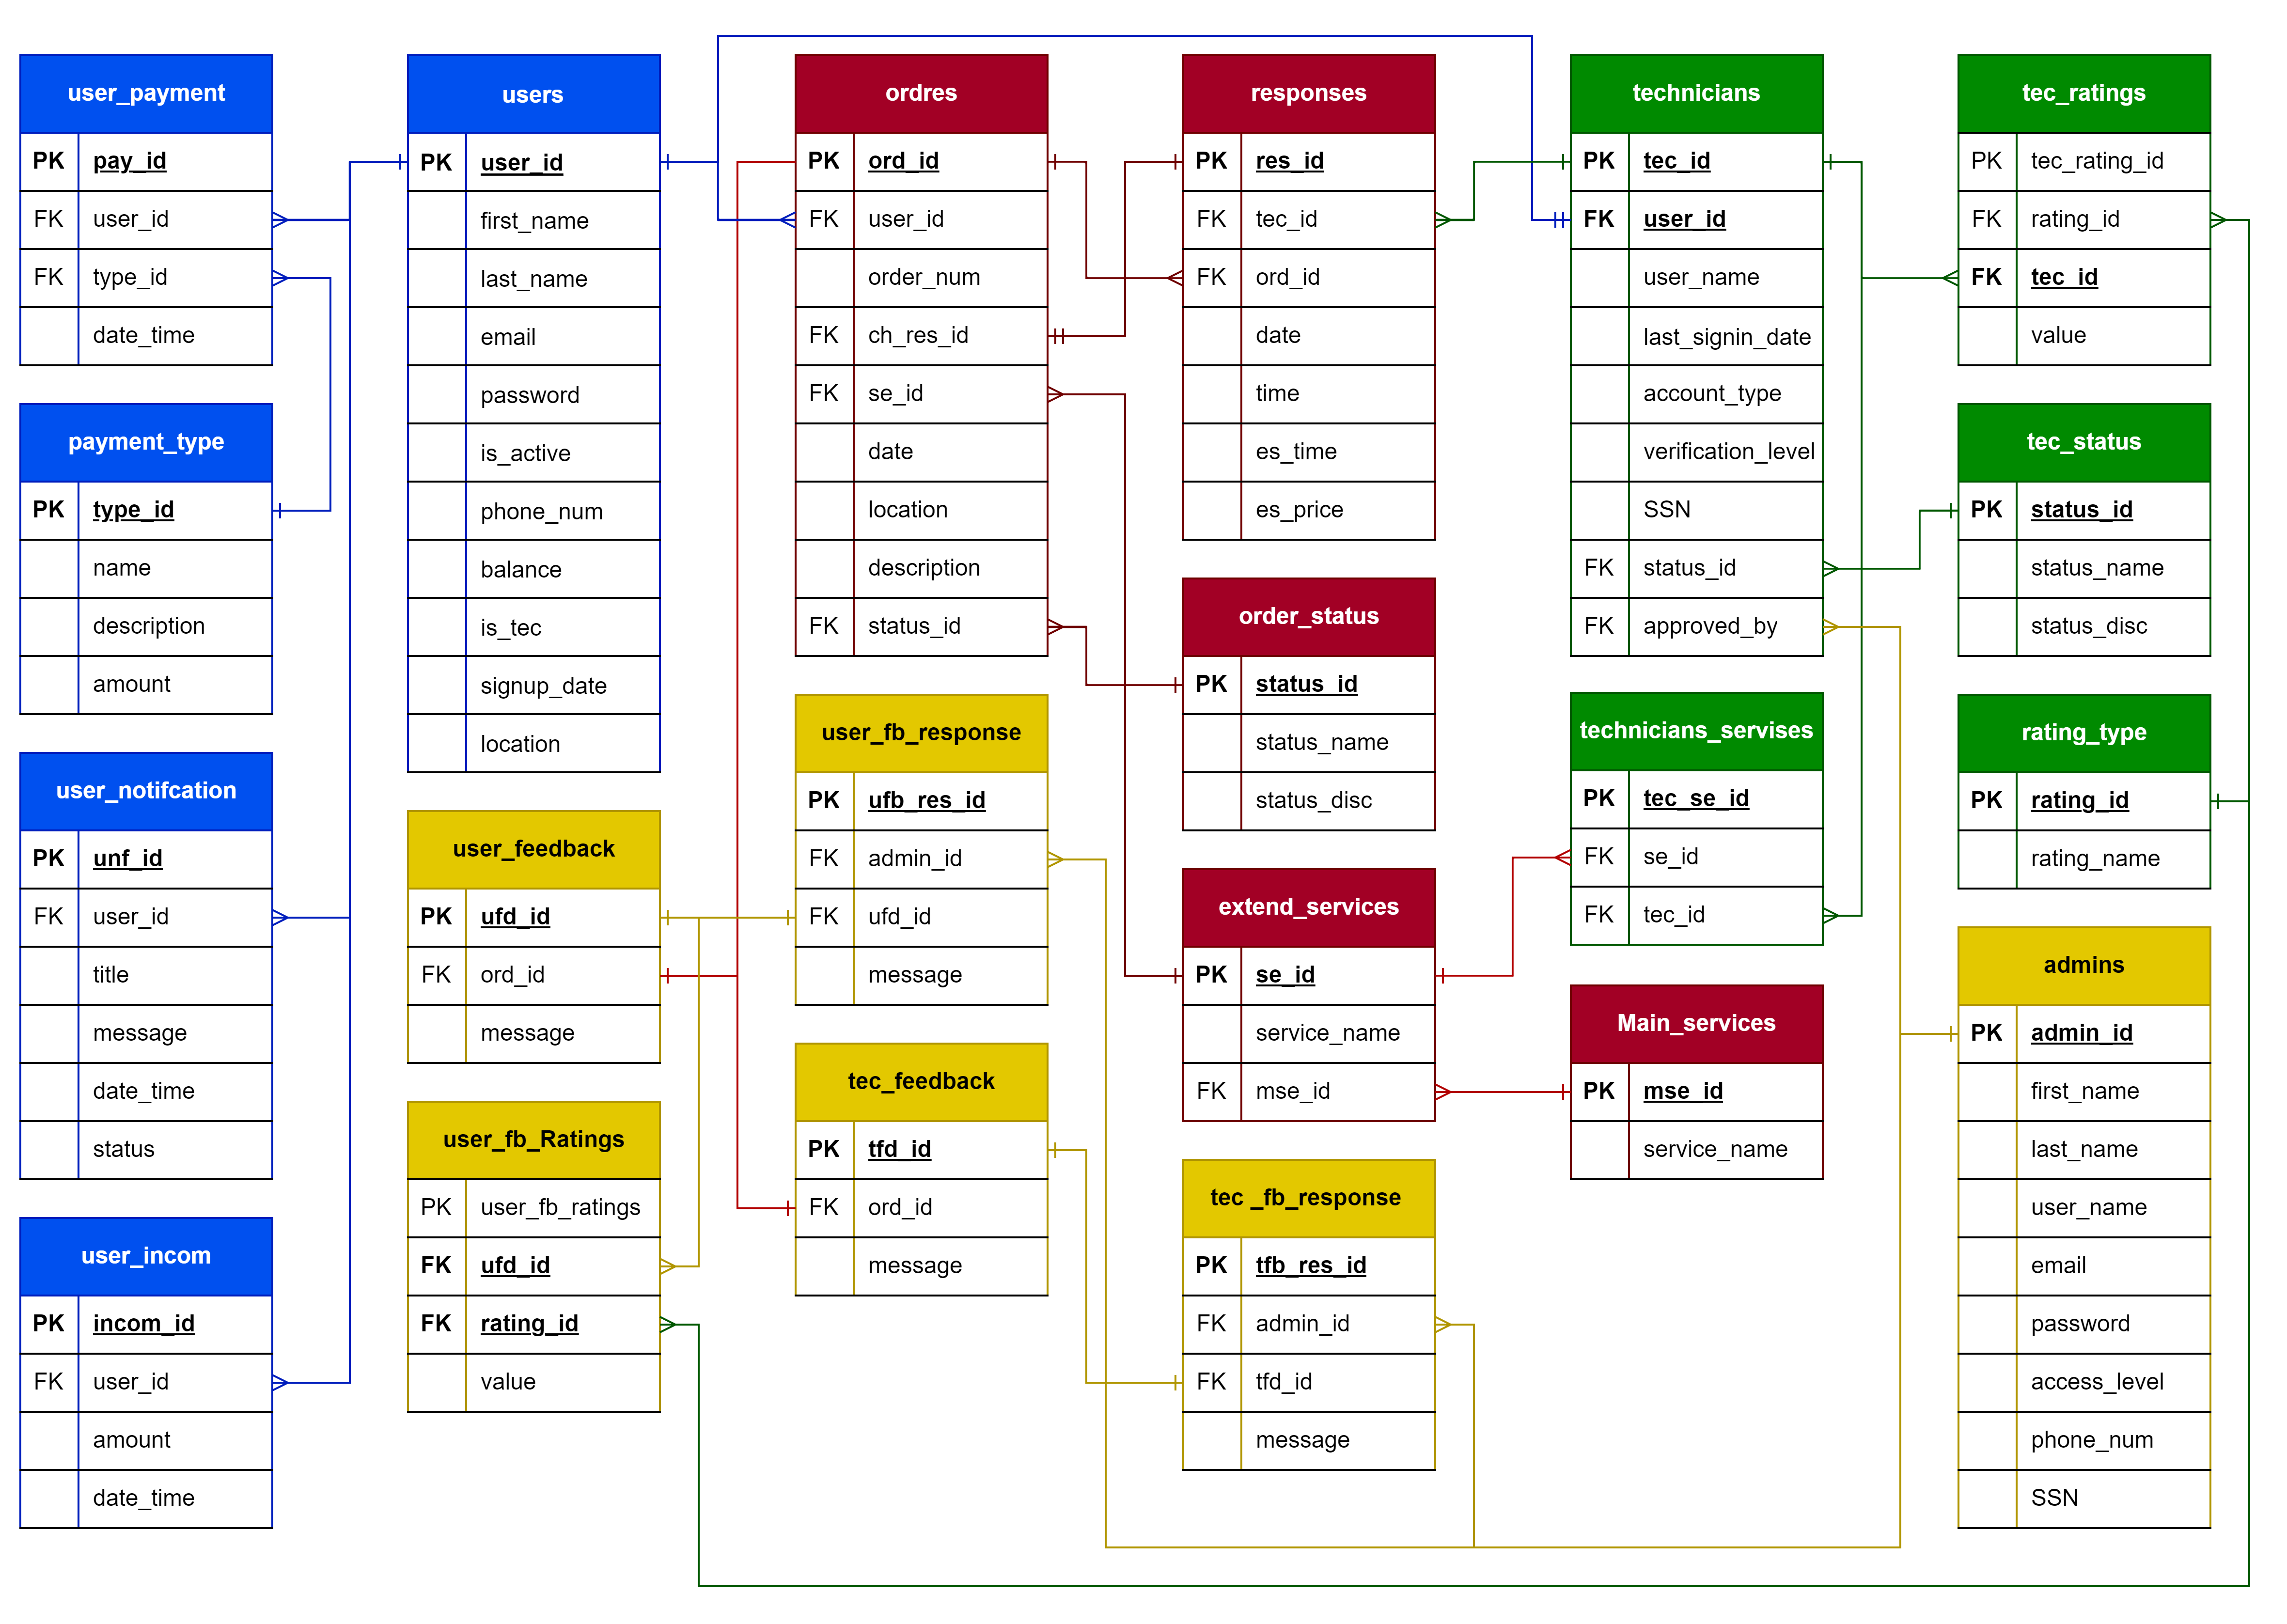 user_payment
PK pay_id
FK user_id
FK type_id
date_time
payment_type
PK type_id
name
description
amount
user_notifcation
PK unf_id
FK user_id
title
message
date_time
status
user_incom
PK incom_id
FK user_id
amount
date_time
users
PK user_id
first_name
last_name
email
password
is_active
phone_num
balance
is_tec
signup_date
location
user_feedback
PK ufd_id
FK ord_id
message
user_fb_Ratings
PK user_fb_ratings
FK ufd_id
FK rating_id
value
ordres
PK ord_id
FK user_id
order_num
FK ch_res_id
FK se_id
date
location
description
FK status_id
user_fb_response
PK ufb_res_id
FK admin_id
FK ufd_id
message
tec_feedback
PK tfd_id
FK ord_id
message
responses
PK res_id
FK tec_id
FK ord_id
date
time
es_time
es_price
order_status
PK status_id
status_name
status_disc
extend_services
PK se_id
service_name
FK mse_id
tec _fb_response
PK tfb_res_id
FK admin_id
FK tfd_id
message
technicians
PK tec_id
FK user_id
user_name
last_signin_date
account_type
verification_level
SSN
FK status_id
FK approved_by
technicians_servises
PK tec_se_id
FK se_id
FK tec_id
Main_services
PK mse_id
service_name
tec_ratings
PK tec_rating_id
FK rating_id
FK tec_id
value
tec_status
PK status_id
status_name
status_disc
rating_type
PK rating_id
rating_name
admins
PK admin_id
first_name
last_name
user_name
email
password
access_level
phone_num
SSN